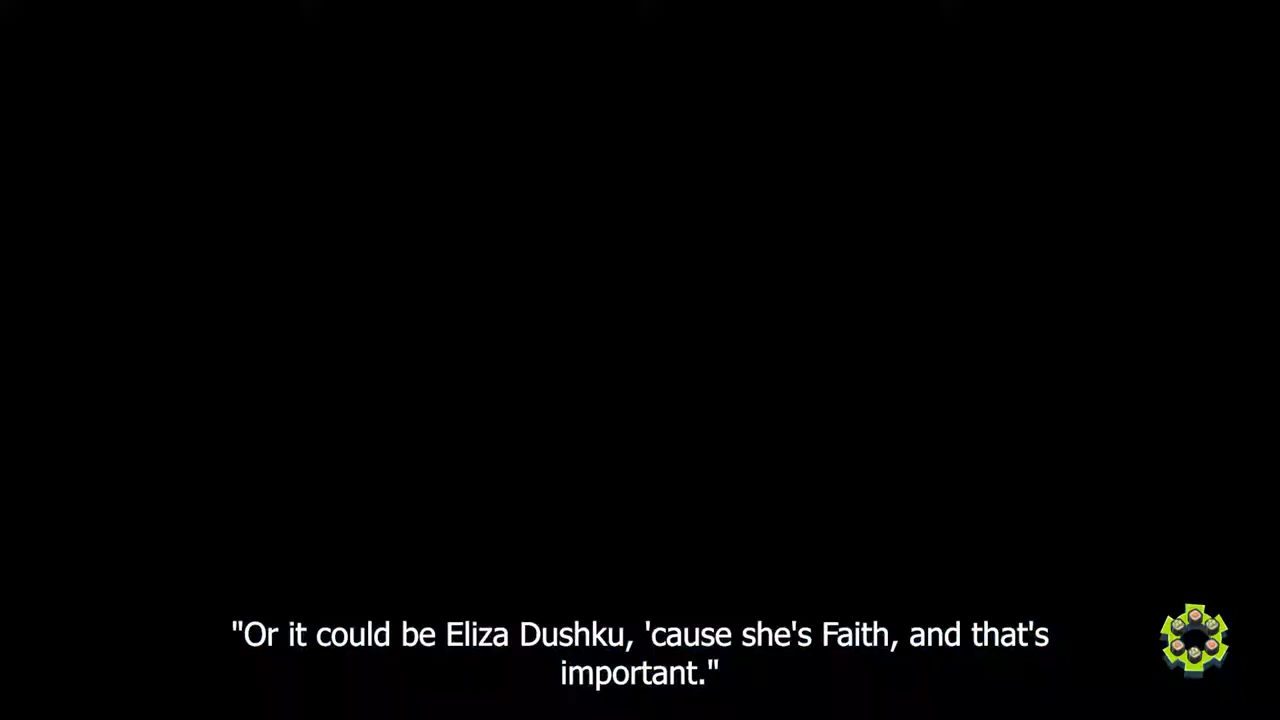 "Or it could be Eliza Dushku, 'cause she's Faith, and that's
important."